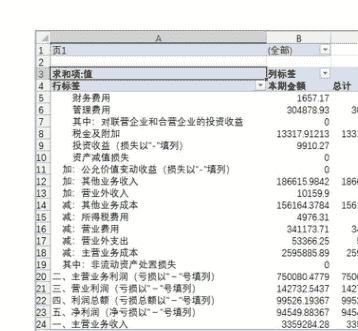 A B
1 页1 (全部)
2
3 求和项:值 列标签
4 行标签 本期金额 总计
5 财务费用 1657.17
6 管理费用 304878.93
7 其中：对联营企业和合营企业的投资收益 0
8 税金及附加 13317.91213
9 投资收益（损失以"-"填列） 9910.27
10 资产减值损失 0
11 加：公允价值变动收益（损失以"-"填列） 0
12 加：其他业务收入 186615.9842
13 加：营业外收入 10159.9
14 减：其他业务成本 156164.3784
15 减：所得税费用 4976.31
16 减：营业费用 341173.71
17 减：营业外支出 53366.25
18 减：主营业务成本 2595885.89
19 其中：非流动资产处置损失 0
20 二、主营业务利润（亏损以"－"号填列） 750080.4779
21 三、营业利润（亏损以"－"号填列） 142732.5437
22 四、利润总额（亏损总额以"－"号填列） 99526.19367
23 五、净利润（净亏损以"－"号填列） 94549.88367
24 一、主营业务收入 3359284.28